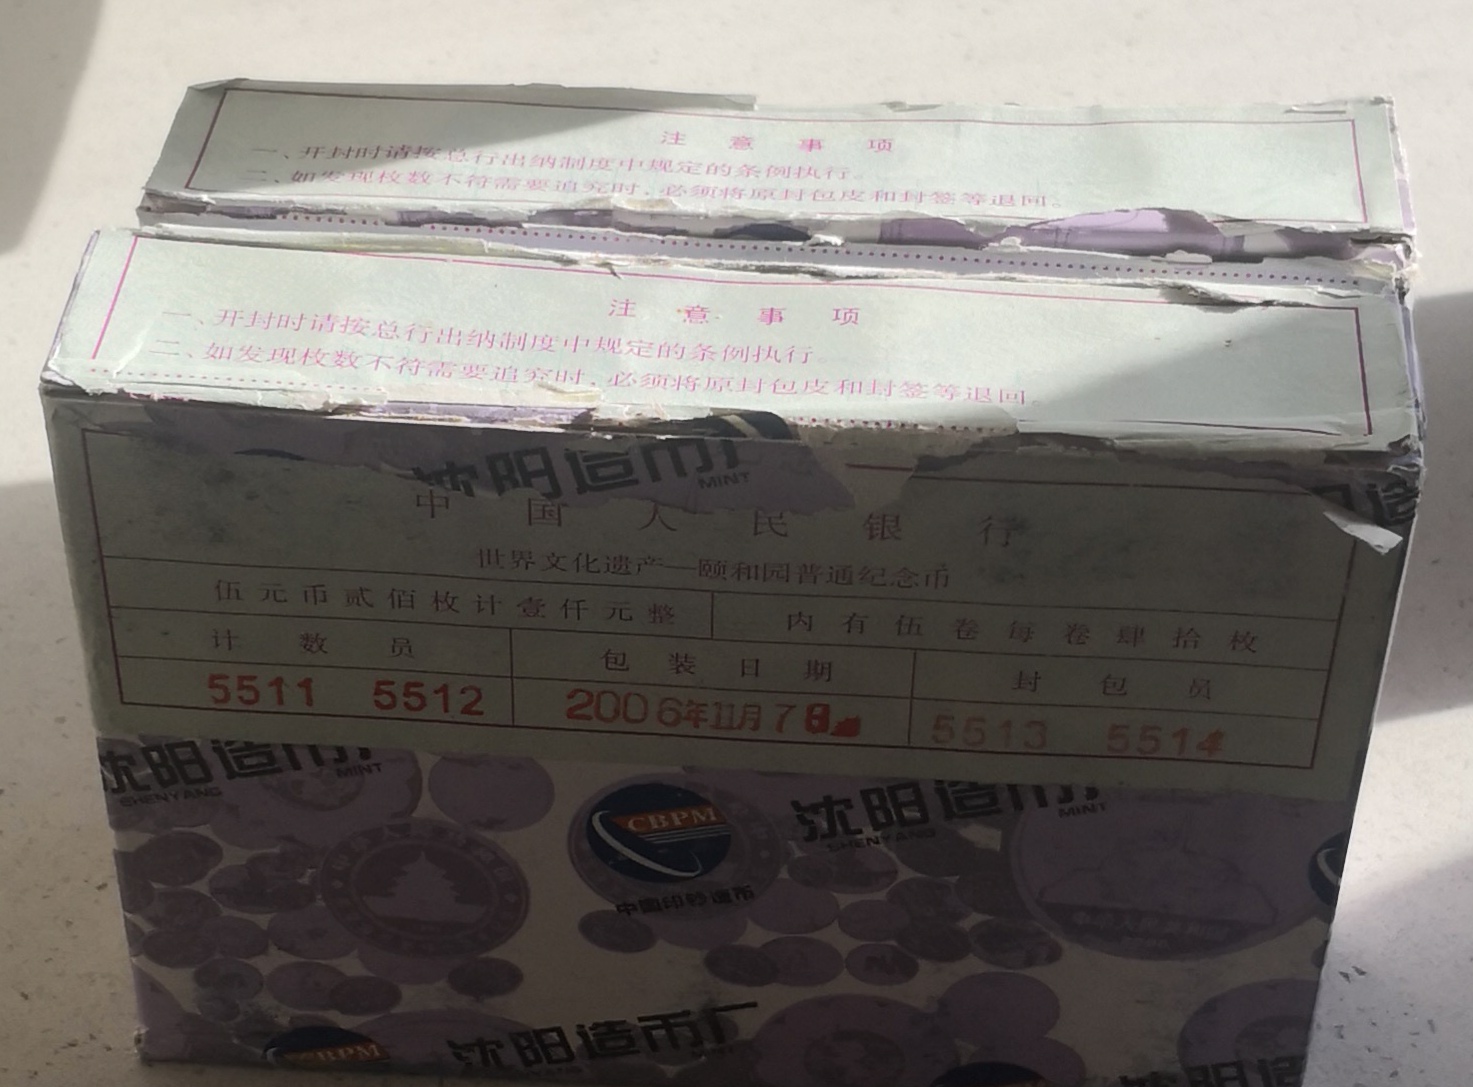 注意事项
一、开封时请按总行出纳制度中规定的条例执行。
二、如发现枚数不符需要追究时，必须将原封包皮和封签等退回。
注意事项
一、开封时请按总行出纳制度中规定的条例执行
二、如发现枚数不符需要追究时，必须将原封包皮和封签等退回。
沈阳造币厂
MINT
中国人民银行
世界文化遗产—颐和园普通纪念币
伍元币贰佰枚计壹仟元整 内有伍卷每卷肆拾枚
计数员 包装日期 封包员
5511 5512 2006年11月7日 5513 5514
沈阳造币厂
SHENYANG MINT
CBPM
中国印钞造币
沈阳造币厂
SHENYANG MINT
CBPM
沈阳造币厂